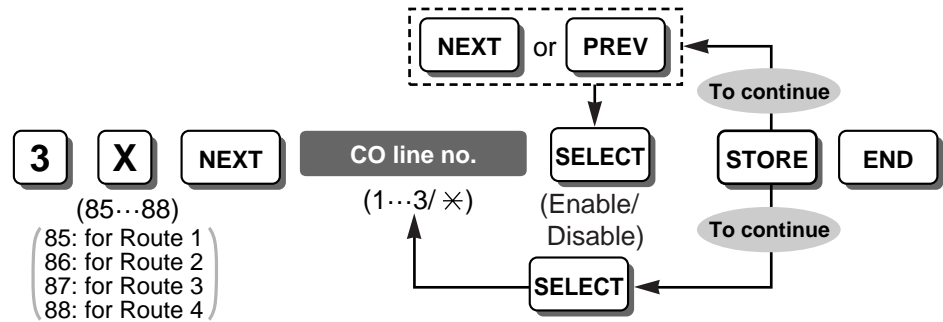 NEXT or PREV
To continue
3 X NEXT CO line no. SELECT STORE END
(85···88) (1···3/ ✳) (Enable/
Disable)
To continue
85: for Route 1
86: for Route 2
87: for Route 3
88: for Route 4
SELECT